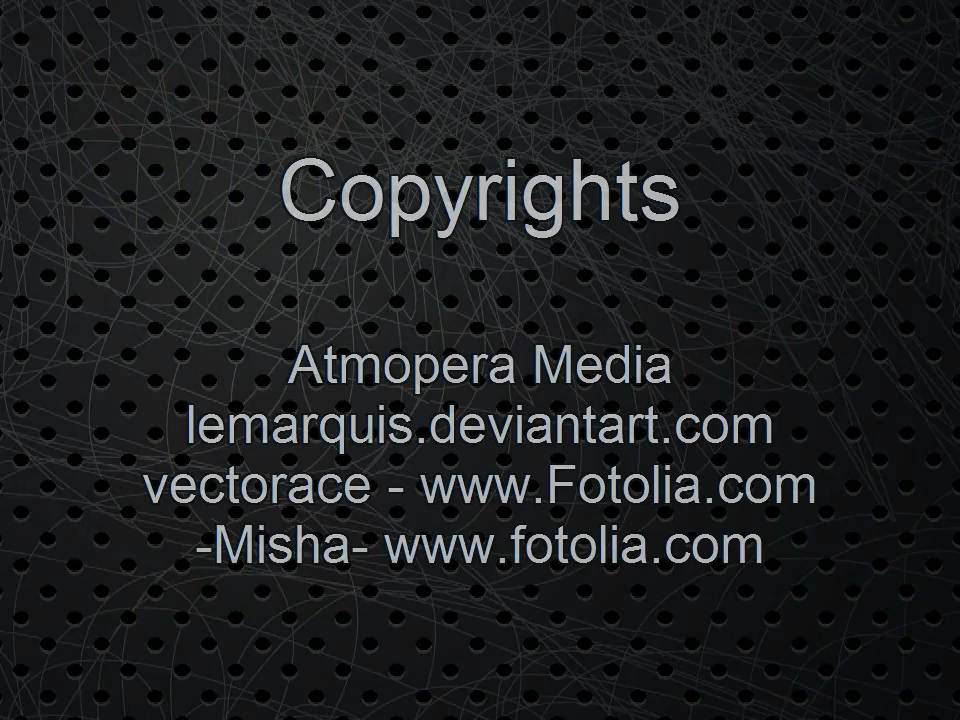 Copyrights
Atmopera Media
lemarquis.deviantart.com
vectorace - www.Fotolia.com
-Misha- www.fotolia.com